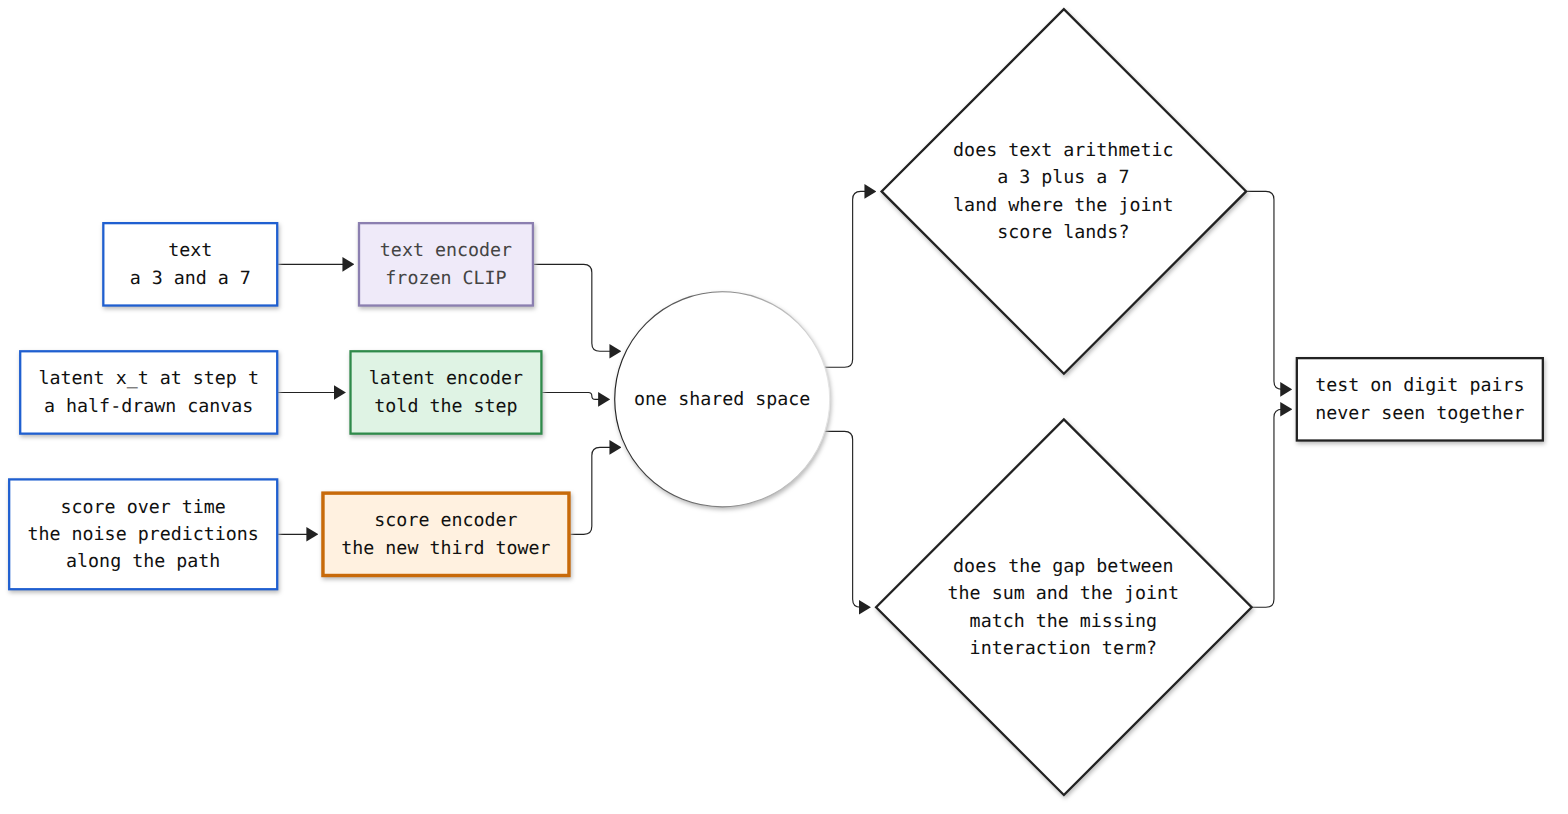 text
a 3 and a 7
text encoder
frozen CLIP
latent x_t at step t
a half-drawn canvas
latent encoder
told the step
score over time
the noise predictions
along the path
score encoder
the new third tower
one shared space
does text arithmetic
a 3 plus a 7
land where the joint
score lands?
does the gap between
the sum and the joint
match the missing
interaction term?
test on digit pairs
never seen together